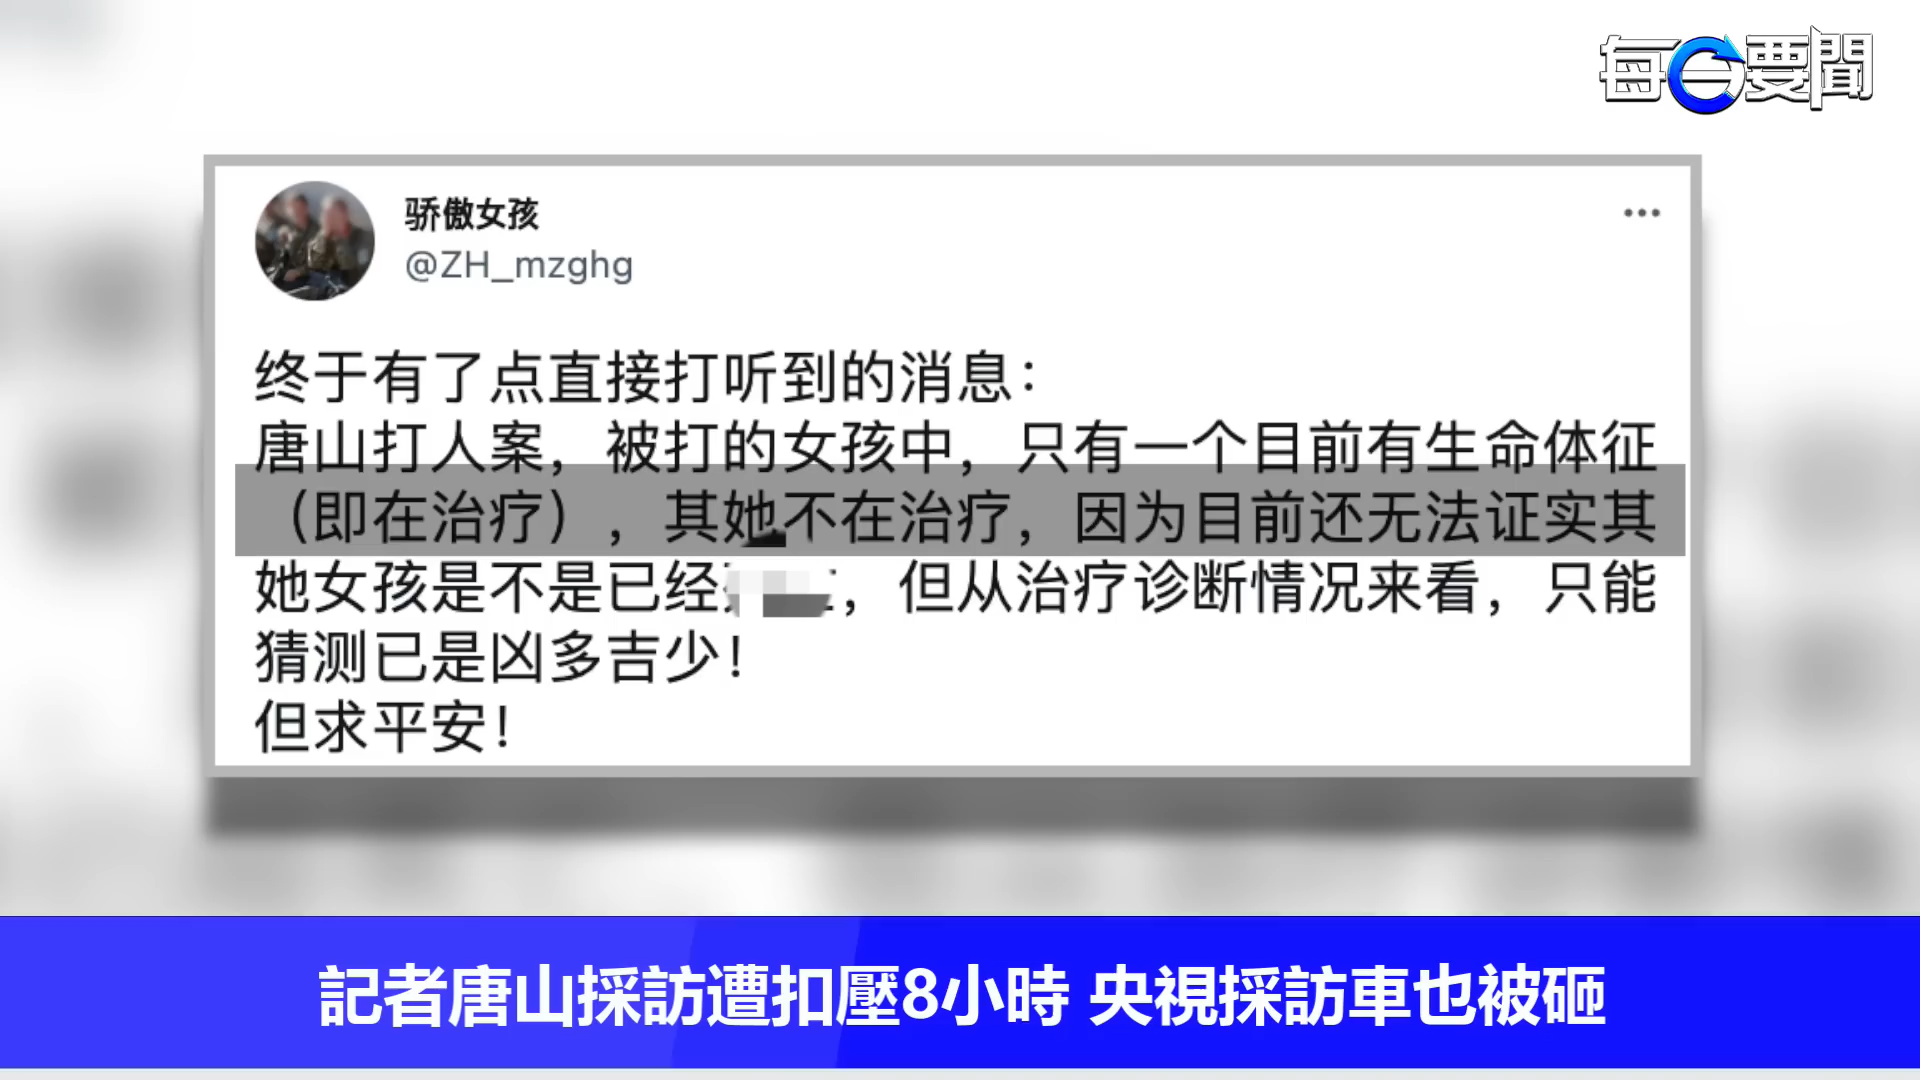 每日要聞
骄傲女孩
@ZH_mzghg
终于有了点直接打听到的消息：
唐山打人案，被打的女孩中，只有一个目前有生命体征
（即在治疗），其她不在治疗，因为目前还无法证实其
她女孩是不是已经，但从治疗诊断情况来看，只能
猜测已是凶多吉少！
但求平安！
記者唐山採訪遭扣壓8小時 央視採訪車也被砸